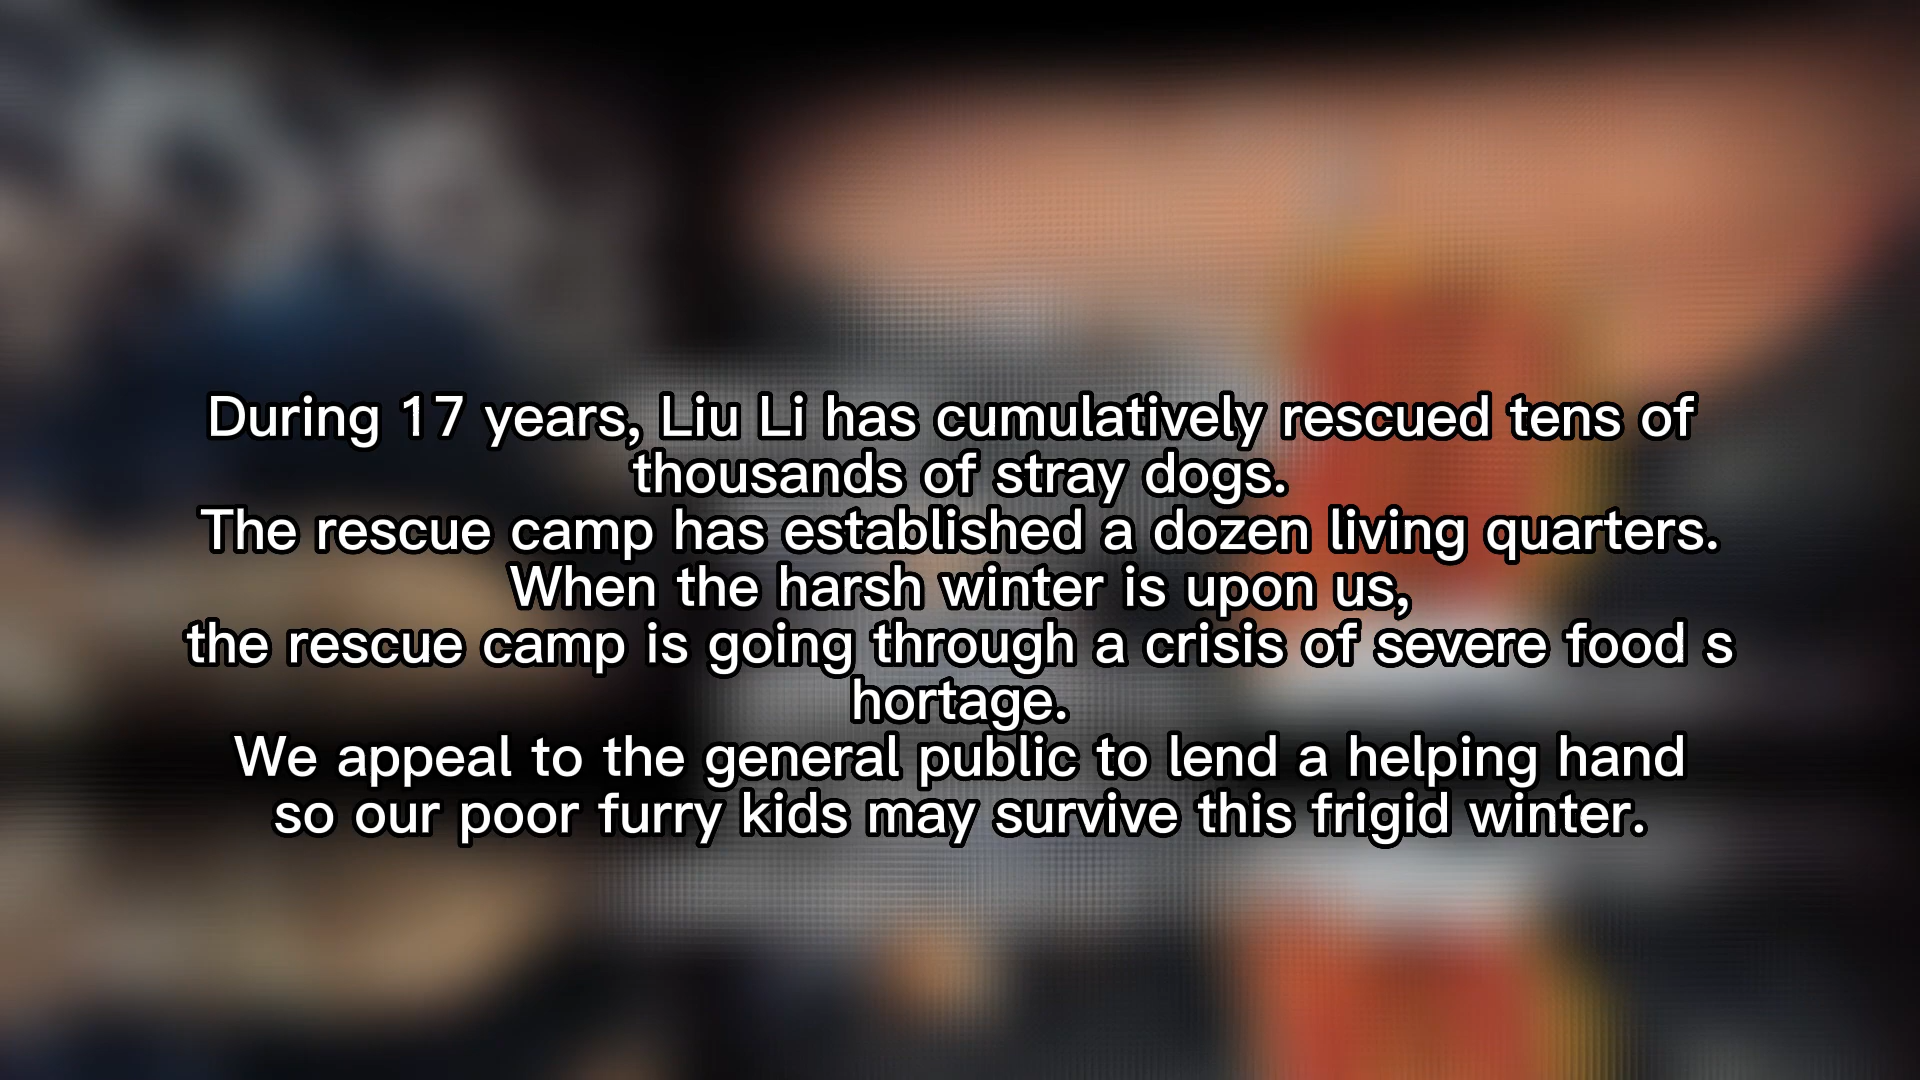 During 17 years, Liu Li has cumulatively rescued tens of
thousands of stray dogs.
The rescue camp has established a dozen living quarters.
When the harsh winter is upon us,
the rescue camp is going through a crisis of severe food s
hortage.
We appeal to the general public to lend a helping hand
so our poor furry kids may survive this frigid winter.